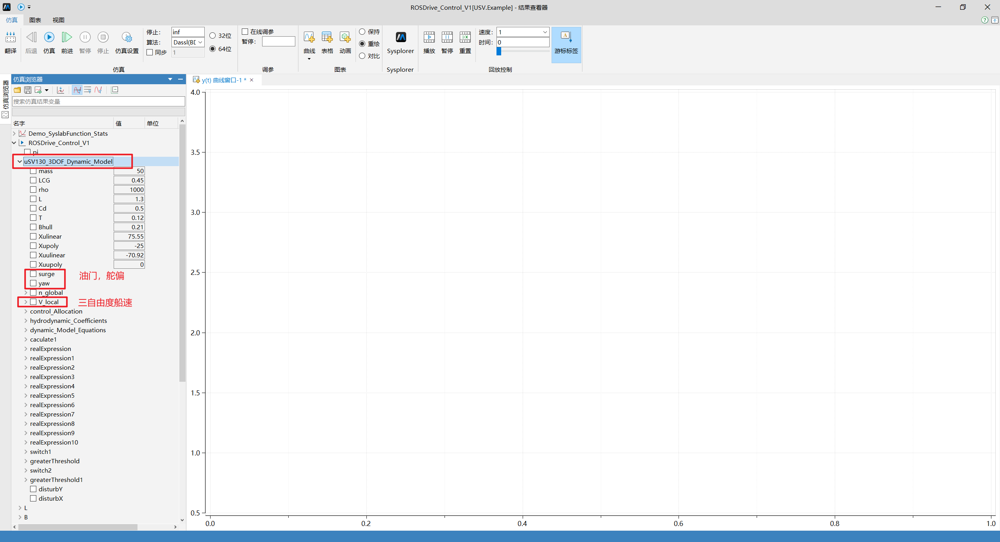 ROSDrive_Control_V1[USV.Example] - 结果查看器
仿真 图表 视图
翻译 后退 仿真 前进 暂停 停止 仿真设置
停止: inf
算法: Dassl(BD
同步 1
32位
64位
仿真
在线调参
暂停:
调参
曲线 表格 动画
保持
重绘
对比
图表
Sysplorer
Sysplorer
播放 暂停 重置
速度: 1
时间: 0
游标标签
回放控制
仿真浏览器
仿真浏览器
搜索仿真结果变量
名字 值 单位
Demo_SyslabFunction_Stats
ROSDrive_Control_V1
pi
uSV130_3DOF_Dynamic_Model
mass 50
LCG 0.45
rho 1000
L 1.3
Cd 0.5
T 0.12
Bhull 0.21
Xulinear 75.55
Xupoly -25
Xuulinear -70.92
Xuupoly 0
surge
yaw
油门，舵偏
n_global
V_local
三自由度船速
control_Allocation
hydrodynamic_Coefficients
dynamic_Model_Equations
caculate1
realExpression
realExpression1
realExpression2
realExpression3
realExpression4
realExpression5
realExpression6
realExpression7
realExpression8
realExpression9
realExpression10
switch1
greaterThreshold
switch2
greaterThreshold1
disturbY
disturbX
L
B
y(t) 曲线窗口-1 *
4.0
3.5
3.0
2.5
2.0
1.5
1.0
0.5
0.0 0.2 0.4 0.6 0.8 1.0